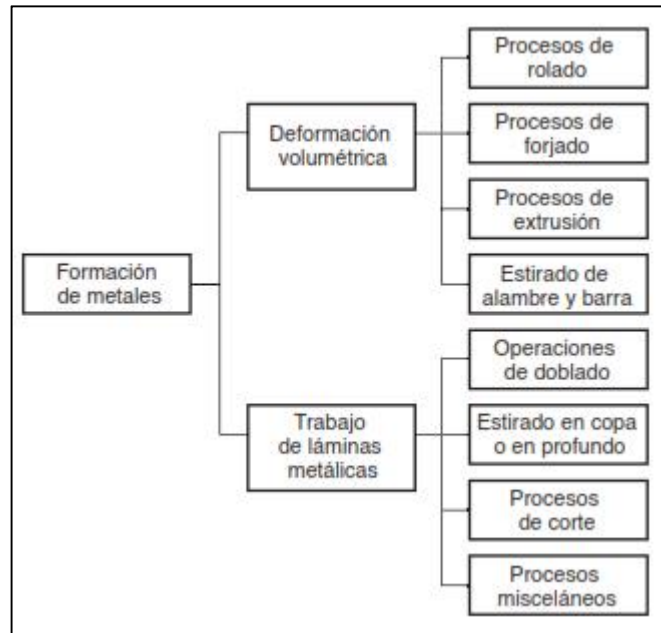 Formación
de metales
Deformación
volumétrica
Procesos de
rolado
Procesos de
forjado
Procesos de
extrusión
Estirado de
alambre y barra
Trabajo
de láminas
metálicas
Operaciones
de doblado
Estirado en copa
o en profundo
Procesos
de corte
Procesos
misceláneos